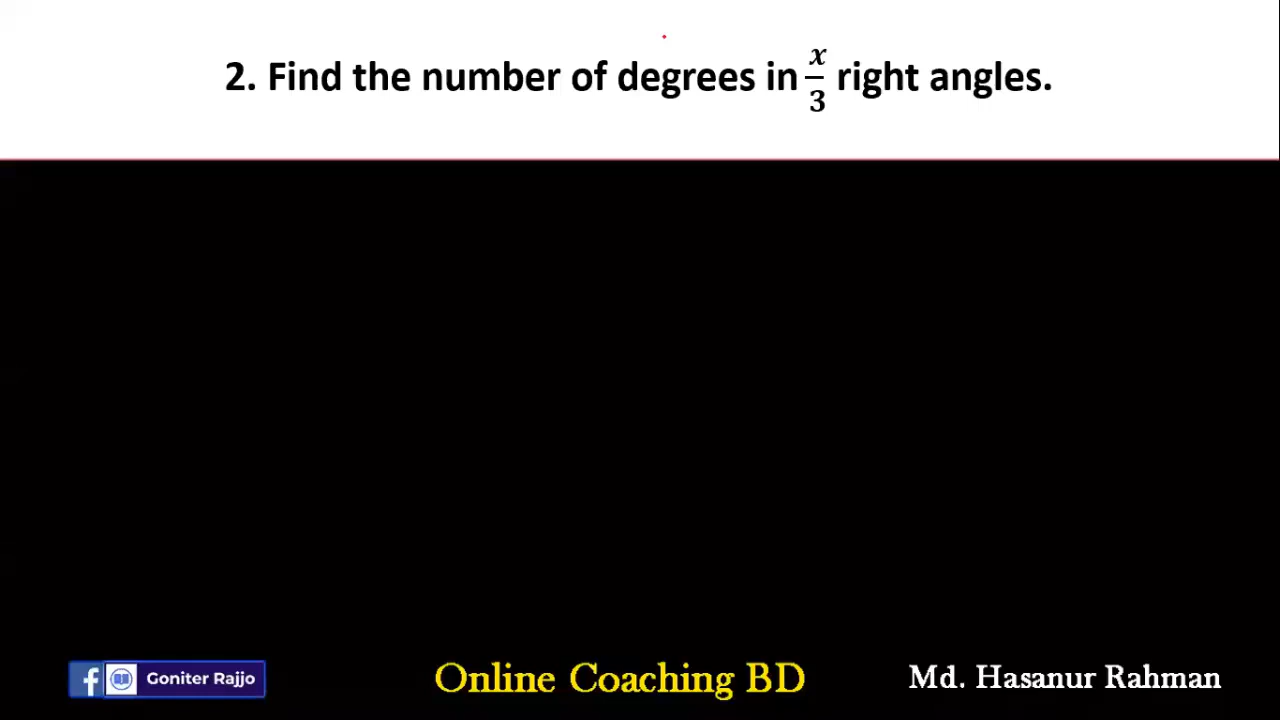 2. Find the number of degrees in x/3 right angles.
f Goniter Rajjo
Online Coaching BD
Md. Hasanur Rahman